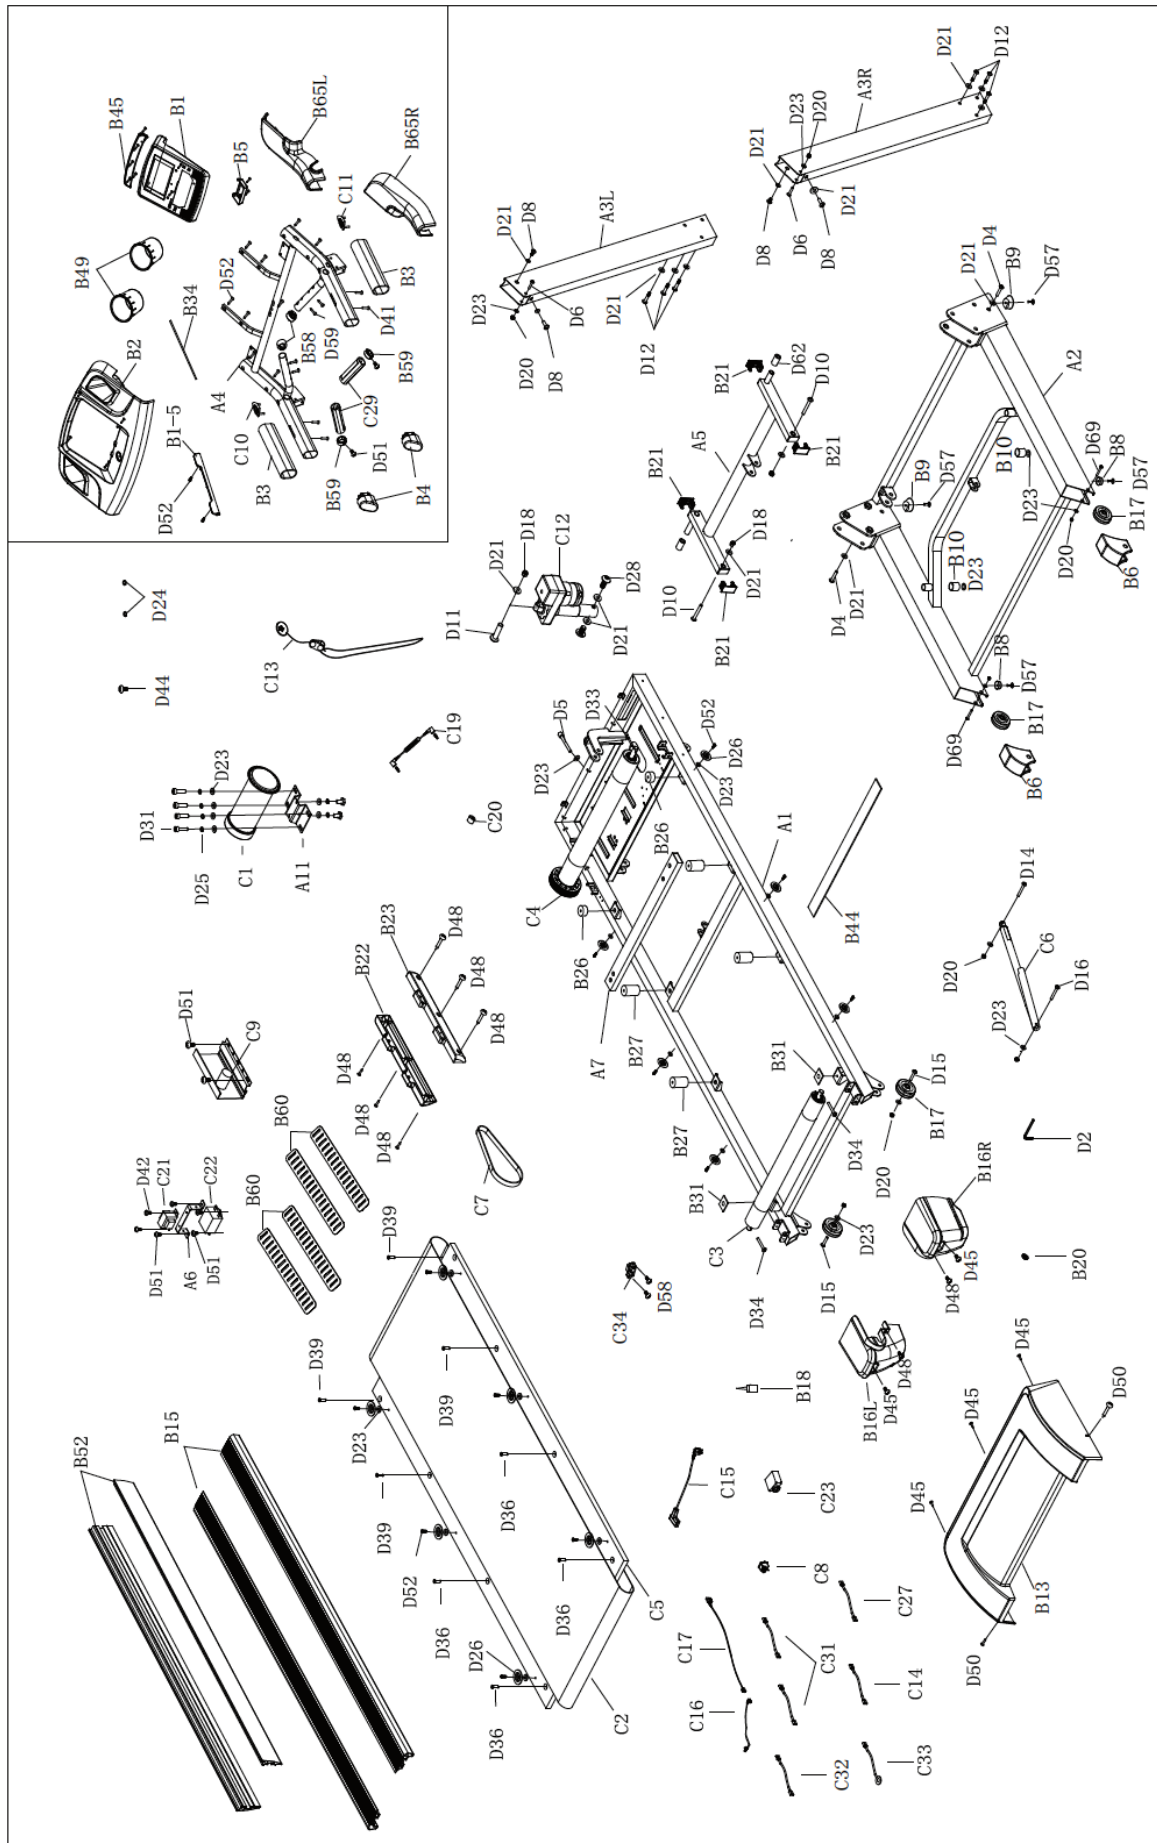 B45
B1
B65L
B65R
B5
C11
B49
B34
D52
B3
B2
D41
B58
D59
A4
B59
C29
B1-5
C10
B3
D51
B4
B59
D52
D21
D12
A3R
D23
D20
D21
D21
D8
D6
D8
D21
D8
A3L
D23
D6
D21
D20
D8
D12
D4
D21
B9
D57
A2
B21
D62
D10
A5
B21
B21
D69
B8
D57
B10
B9
D57
D23
B17
D20
B6
B10
D23
D21
D4
D18
D21
D10
B21
D18
C12
D21
D28
D11
D21
B8
D57
B17
D69
B6
D24
C13
D44
C19
D5
D33
D52
D26
D23
D23
D23
D31
D25
C1
A11
C20
B26
A1
C4
B44
D14
B26
B23
D48
B22
D48
D48
C6
D20
D16
D23
D51
C9
A7
B27
B31
D15
D48
D48
D48
B60
B27
B17
D34
D20
D2
B16R
D42
C21
C22
B60
C7
B31
D23
D51
A6
D51
D39
C3
D45
B20
D15
D48
C34
D58
D34
D39
D45
D48
D50
B18
D45
B16L
D45
B52
B15
D23
D39
C15
D36
C23
D45
D39
C8
D52
D36
C27
B13
C5
C17
D36
D26
C31
C14
D50
C16
D36
C2
C32
C33